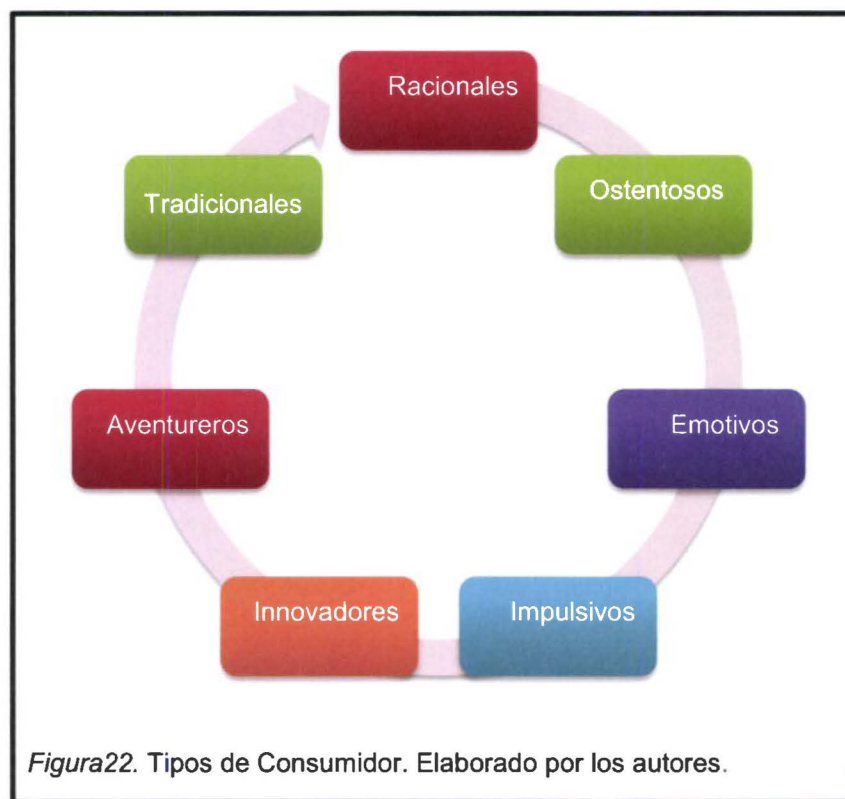 Racionales
Ostentosos
Emotivos
Impulsivos
Innovadores
Aventureros
Tradicionales
Figura22. Tipos de Consumidor. Elaborado por los autores.